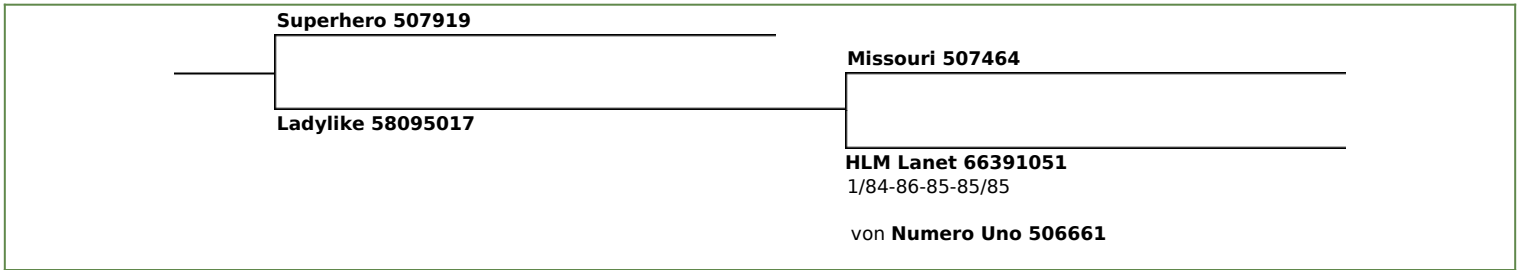 Superhero 507919
Missouri 507464
Ladylike 58095017
HLM Lanet 66391051
1/84-86-85-85/85
von Numero Uno 506661